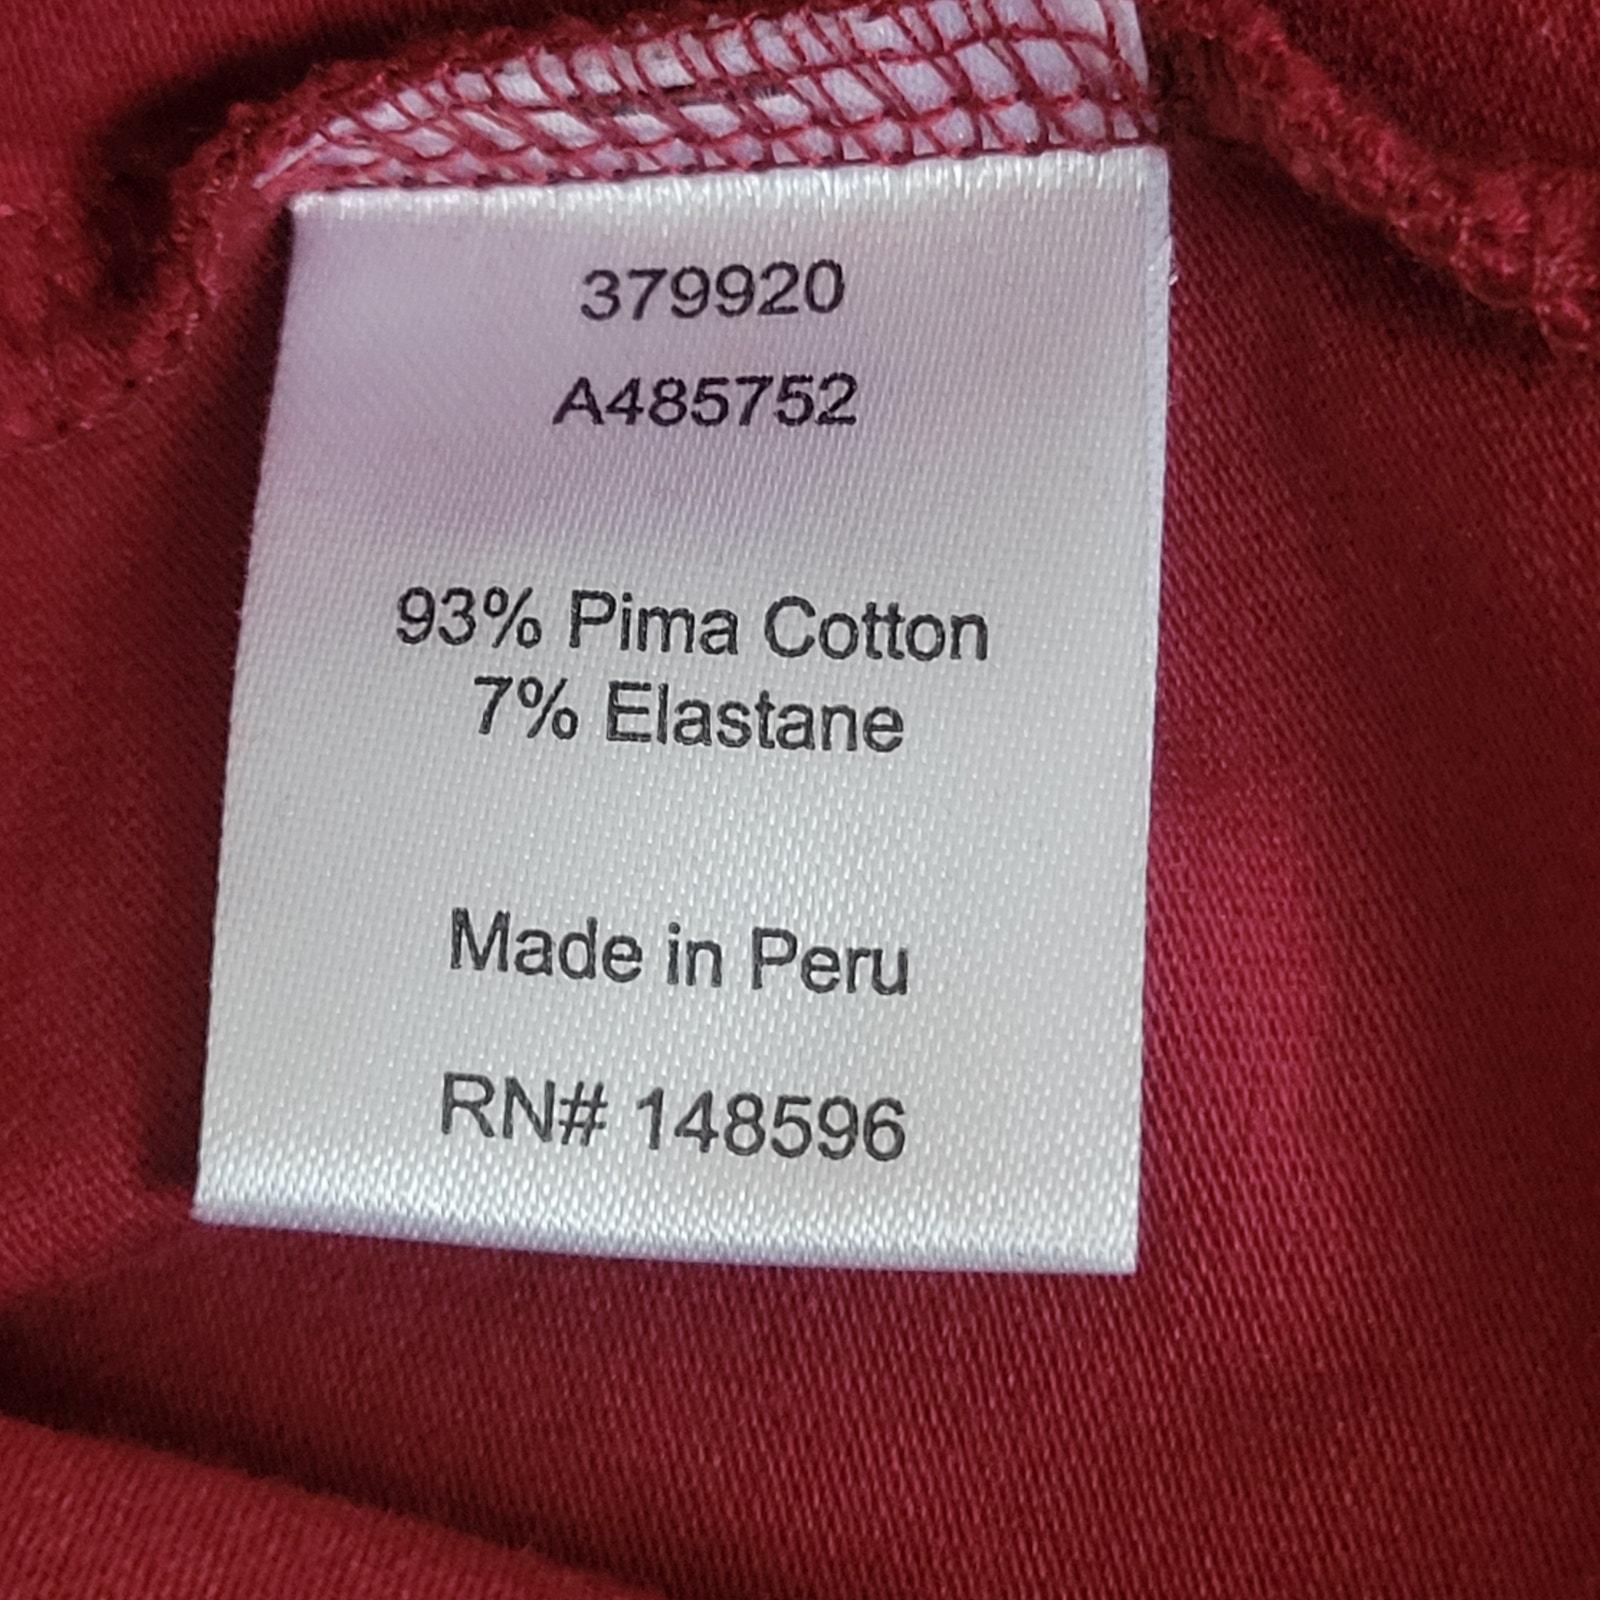 379920
A485752
93% Pima Cotton
7% Elastane
Made in Peru
RN# 148596